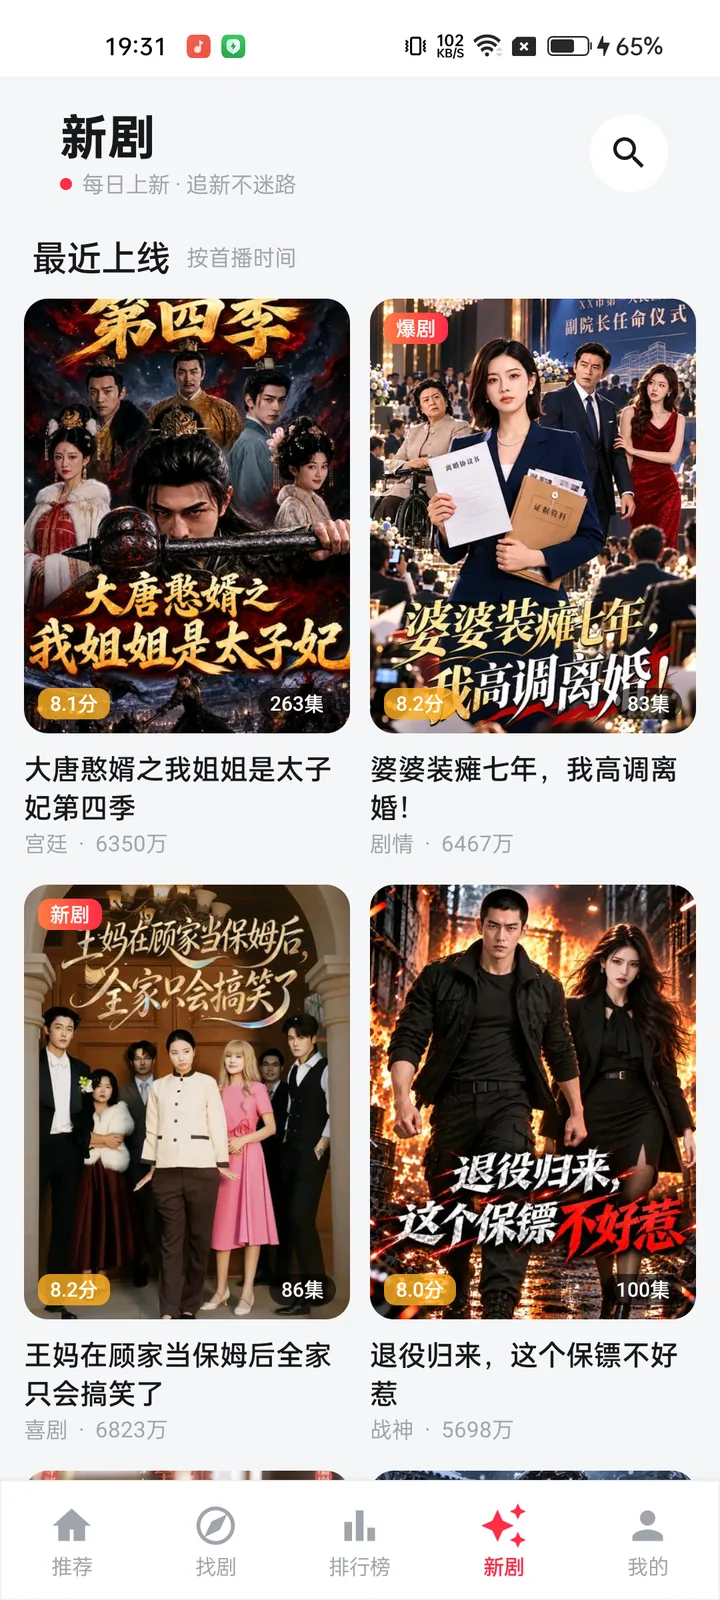 19:31
102
KB/S
65%
新剧
每日上新 · 追新不迷路
最近上线 按首播时间
第四季
大唐憨婿之
我姐姐是太子妃
8.1分
263集
爆剧
副院长任命仪式
离婚协议书
证据资料
婆婆装瘫七年，
我高调离婚！
8.2分
83集
大唐憨婿之我姐姐是太子
妃第四季
宫廷 · 6350万
婆婆装瘫七年，我高调离
婚！
剧情 · 6467万
新剧
王妈在顾家当保姆后，
全家只会搞笑了
8.2分
86集
退役归来，
这个保镖不好惹
8.0分
100集
王妈在顾家当保姆后全家
只会搞笑了
喜剧 · 6823万
退役归来，这个保镖不好
惹
战神 · 5698万
推荐
找剧
排行榜
新剧
我的